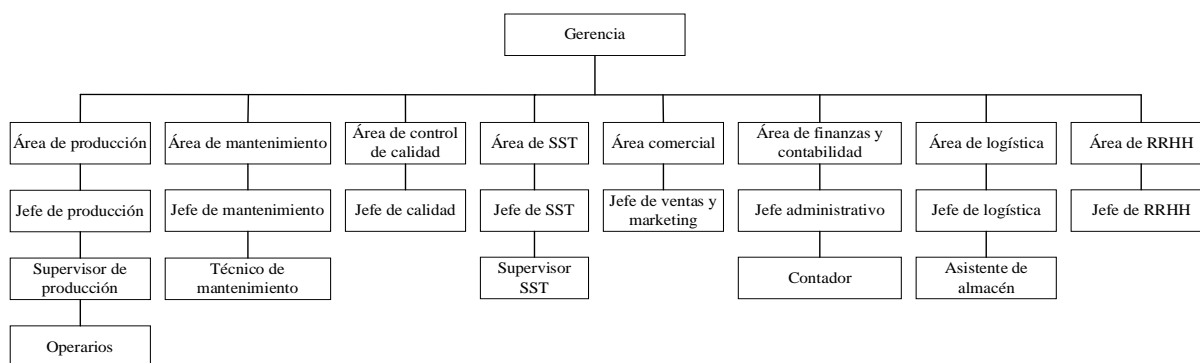 Gerencia
Área de producción
Área de mantenimiento
Área de control
de calidad
Área de SST
Área comercial
Área de finanzas y
contabilidad
Área de logística
Área de RRHH
Jefe de producción
Jefe de mantenimiento
Jefe de calidad
Jefe de SST
Jefe de ventas y
marketing
Jefe administrativo
Jefe de logística
Jefe de RRHH
Supervisor de
producción
Técnico de
mantenimiento
Supervisor
SST
Contador
Asistente de
almacén
Operarios